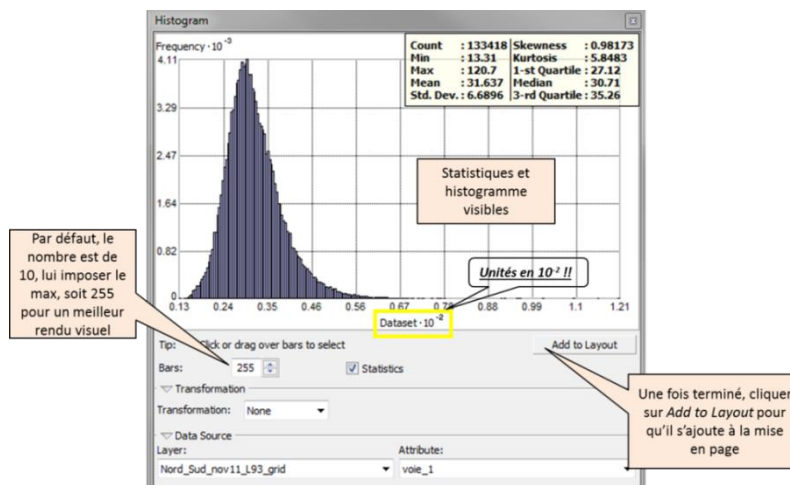 Histogram
Frequency · 10 -3
4.11
3.29
2.47
1.64
0.82
0
0.13 0.24 0.35 0.46 0.56 0.67 0.78 0.88 0.99 1.1 1.21
Dataset · 10 -2
Count : 133418 Skewness : 0.98173
Min : 13.31 Kurtosis : 5.8483
Max : 120.7 1-st Quartile : 27.12
Mean : 31.637 Median : 30.71
Std. Dev. : 6.6896 3-rd Quartile : 35.26
Statistiques et
histogramme
visibles
Unités en 10-2 !!
Par défaut, le
nombre est de
10, lui imposer le
max, soit 255
pour un meilleur
rendu visuel
Tip: Click or drag over bars to select
Add to Layout
Bars: 255 Statistics
Transformation
Transformation: None
Data Source
Layer: Attribute:
Nord_Sud_nov11_L93_grid voie_1
Une fois terminé, cliquer
sur Add to Layout pour
qu'il s'ajoute à la mise
en page